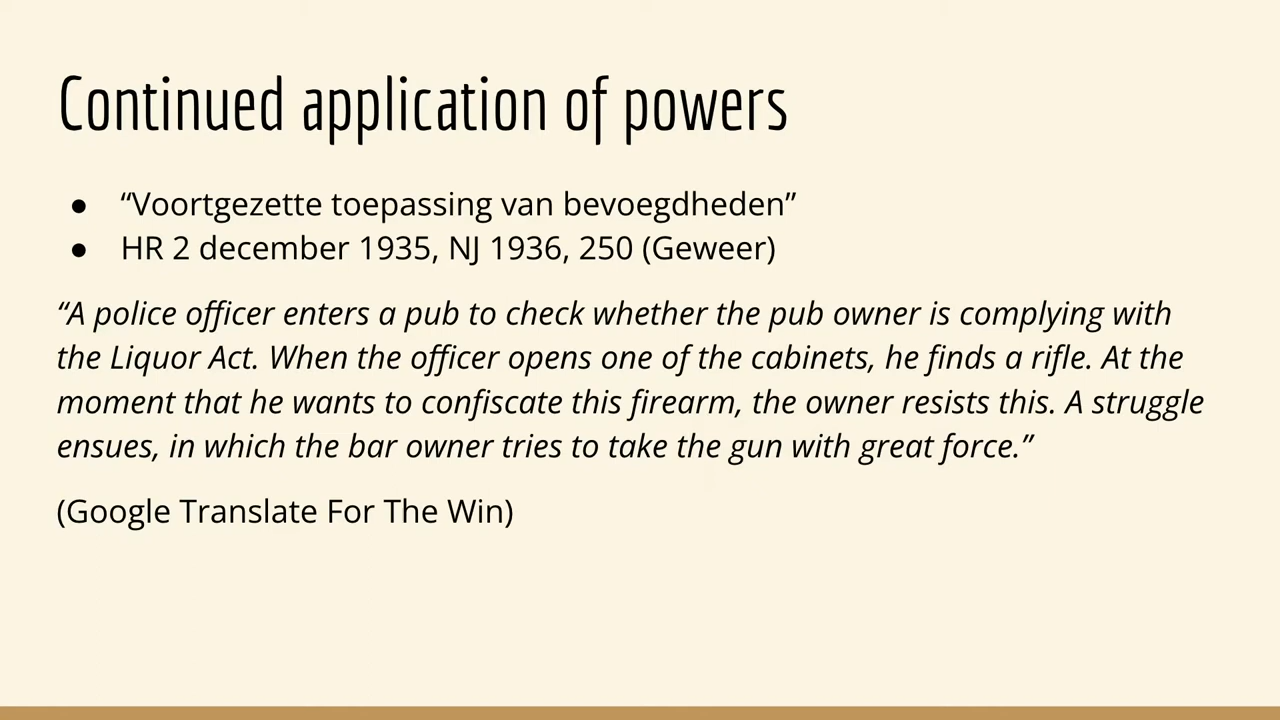 Continued application of powers
● “Voortgezette toepassing van bevoegdheden”
● HR 2 december 1935, NJ 1936, 250 (Geweer)
“A police officer enters a pub to check whether the pub owner is complying with
the Liquor Act. When the officer opens one of the cabinets, he finds a rifle. At the
moment that he wants to confiscate this firearm, the owner resists this. A struggle
ensues, in which the bar owner tries to take the gun with great force.”
(Google Translate For The Win)